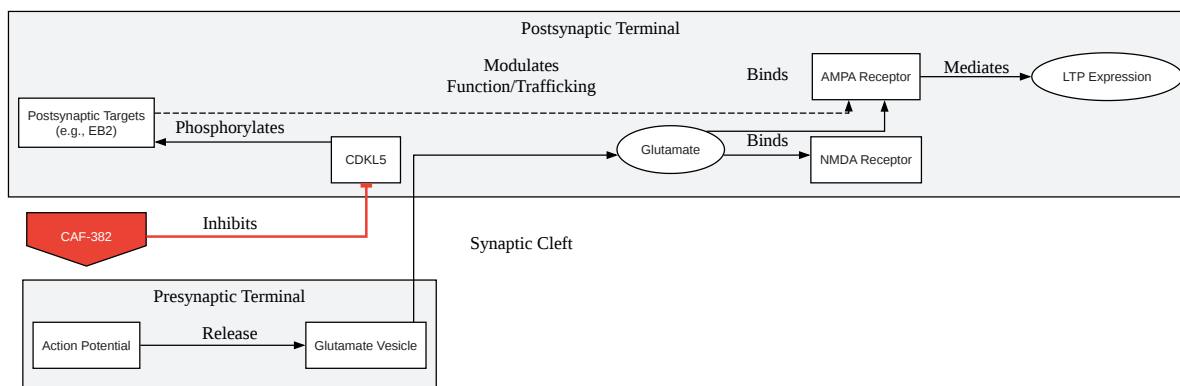 Postsynaptic Terminal
Modulates
Function/Trafficking
Binds
AMPA Receptor
Mediates
LTP Expression
Postsynaptic Targets
(e.g., EB2)
Phosphorylates
CDKL5
Glutamate
Binds
NMDA Receptor
CAF-382
Inhibits
Synaptic Cleft
Presynaptic Terminal
Action Potential
Release
Glutamate Vesicle